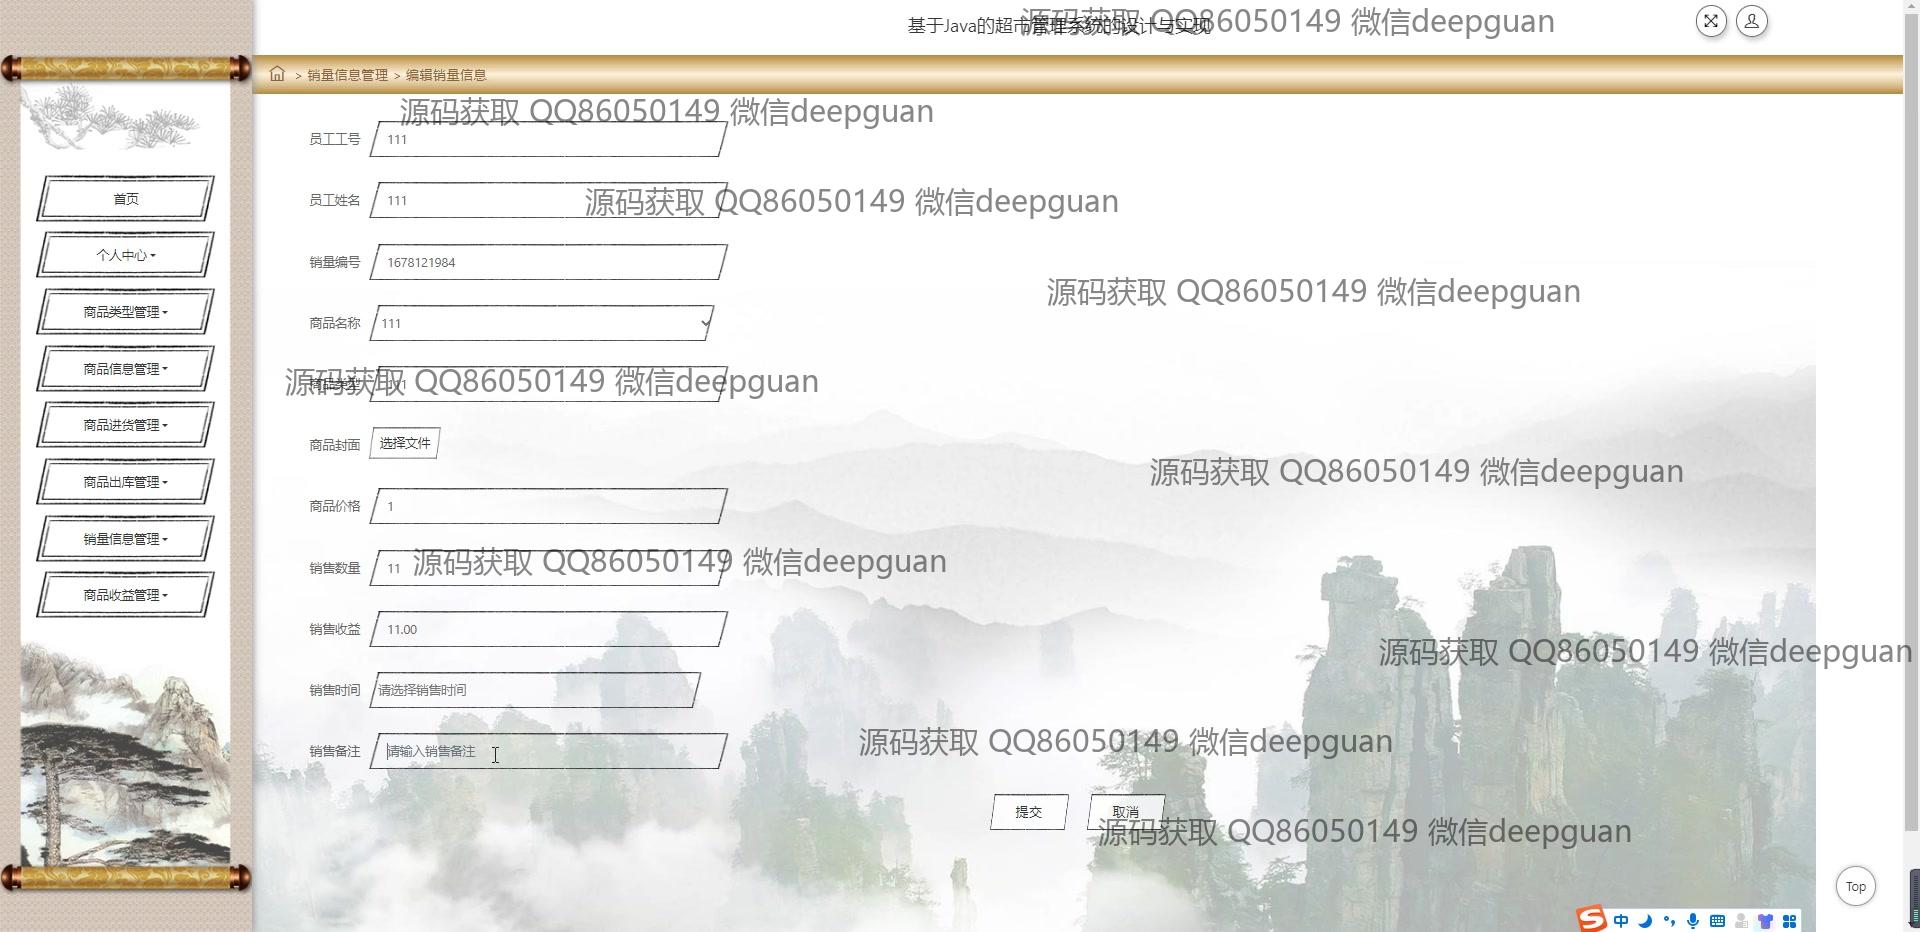 基于Java的超市管理系统的设计与实现
源码获取 QQ86050149 微信deepguan
> 销量信息管理 > 编辑销量信息
源码获取 QQ86050149 微信deepguan
首页
个人中心
商品类型管理
商品信息管理
商品进货管理
商品出库管理
销量信息管理
商品收益管理
员工工号 111
员工姓名 111
源码获取 QQ86050149 微信deepguan
销量编号 1678121984
源码获取 QQ86050149 微信deepguan
商品名称 111
商品类型 111
源码获取 QQ86050149 微信deepguan
商品封面 选择文件
源码获取 QQ86050149 微信deepguan
商品价格 1
销售数量 11
源码获取 QQ86050149 微信deepguan
销售收益 11.00
源码获取 QQ86050149 微信deepguan
销售时间 请选择销售时间
销售备注 请输入销售备注
源码获取 QQ86050149 微信deepguan
提交 取消
源码获取 QQ86050149 微信deepguan
Top
S 中